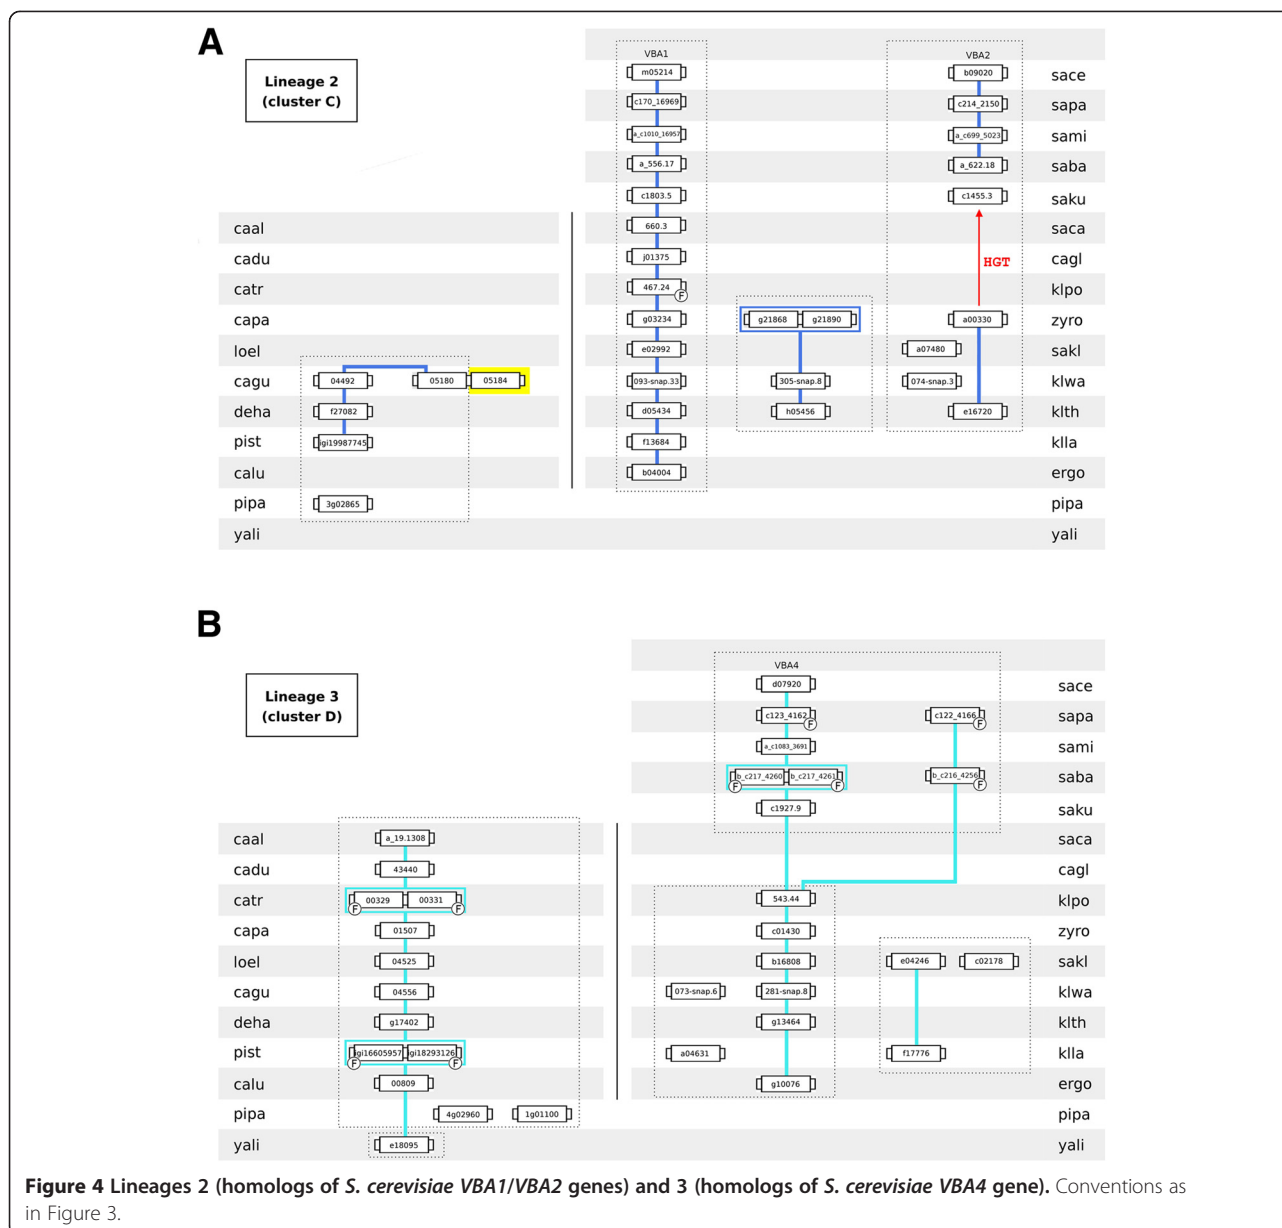 A
Lineage 2
(cluster C)
VBA1
VBA2
m05214
b09020
sace
c170_16969
c214_2150
sapa
a_c1010_16957
a_c699_5023
sami
a_556.17
a_622.18
saba
c1803.5
c1455.3
saku
caal
660.3
saca
cadu
j01375
HGT
cagl
catr
467.24
F
klpo
capa
g03234
g21868
g21890
a00330
zyro
loel
e02992
a07480
sakl
cagu
04492
05180
05184
093-snap.33
305-snap.8
074-snap.3
klwa
deha
f27082
d05434
h05456
e16720
klth
pist
igi19987745
f13684
klla
calu
b04004
ergo
pipa
3g02865
pipa
yali
yali
B
Lineage 3
(cluster D)
VBA4
d07920
sace
c123_4162
F
c122_4166
F
sapa
a_c1083_3691
sami
b_c217_4260
b_c217_4261
F
F
b_c216_4256
F
saba
c1927.9
saku
caal
a_19.1308
saca
cadu
43440
cagl
catr
00329
00331
F
F
543.44
klpo
capa
01507
c01430
zyro
loel
04525
b16808
e04246
c02178
sakl
cagu
04556
073-snap.6
281-snap.8
klwa
deha
g17402
g13464
klth
pist
igi16605957
igi18293126
F
F
a04631
f17776
klla
calu
00809
g10076
ergo
pipa
4g02960
1g01100
pipa
yali
e18095
yali
Figure 4 Lineages 2 (homologs of S. cerevisiae VBA1/VBA2 genes) and 3 (homologs of S. cerevisiae VBA4 gene). Conventions as
in Figure 3.